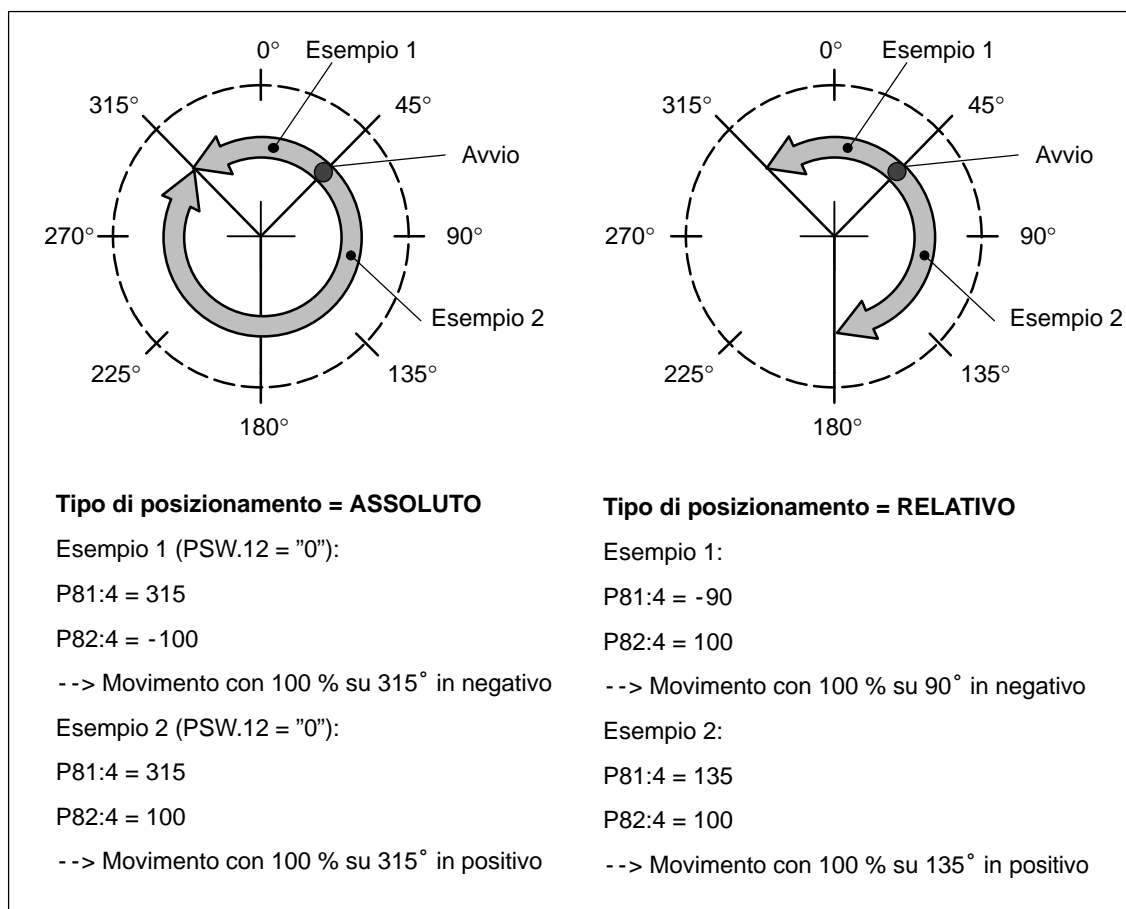 0°
Esempio 1
315°
45°
Avvio
270°
90°
Esempio 2
225°
135°
180°
0°
Esempio 1
315°
45°
Avvio
270°
90°
Esempio 2
225°
135°
180°
Tipo di posizionamento = ASSOLUTO
Esempio 1 (PSW.12 = ”0”):
P81:4 = 315
P82:4 = -100
--> Movimento con 100 % su 315° in negativo
Esempio 2 (PSW.12 = ”0”):
P81:4 = 315
P82:4 = 100
--> Movimento con 100 % su 315° in positivo
Tipo di posizionamento = RELATIVO
Esempio 1:
P81:4 = -90
P82:4 = 100
--> Movimento con 100 % su 90° in negativo
Esempio 2:
P81:4 = 135
P82:4 = 100
--> Movimento con 100 % su 135° in positivo